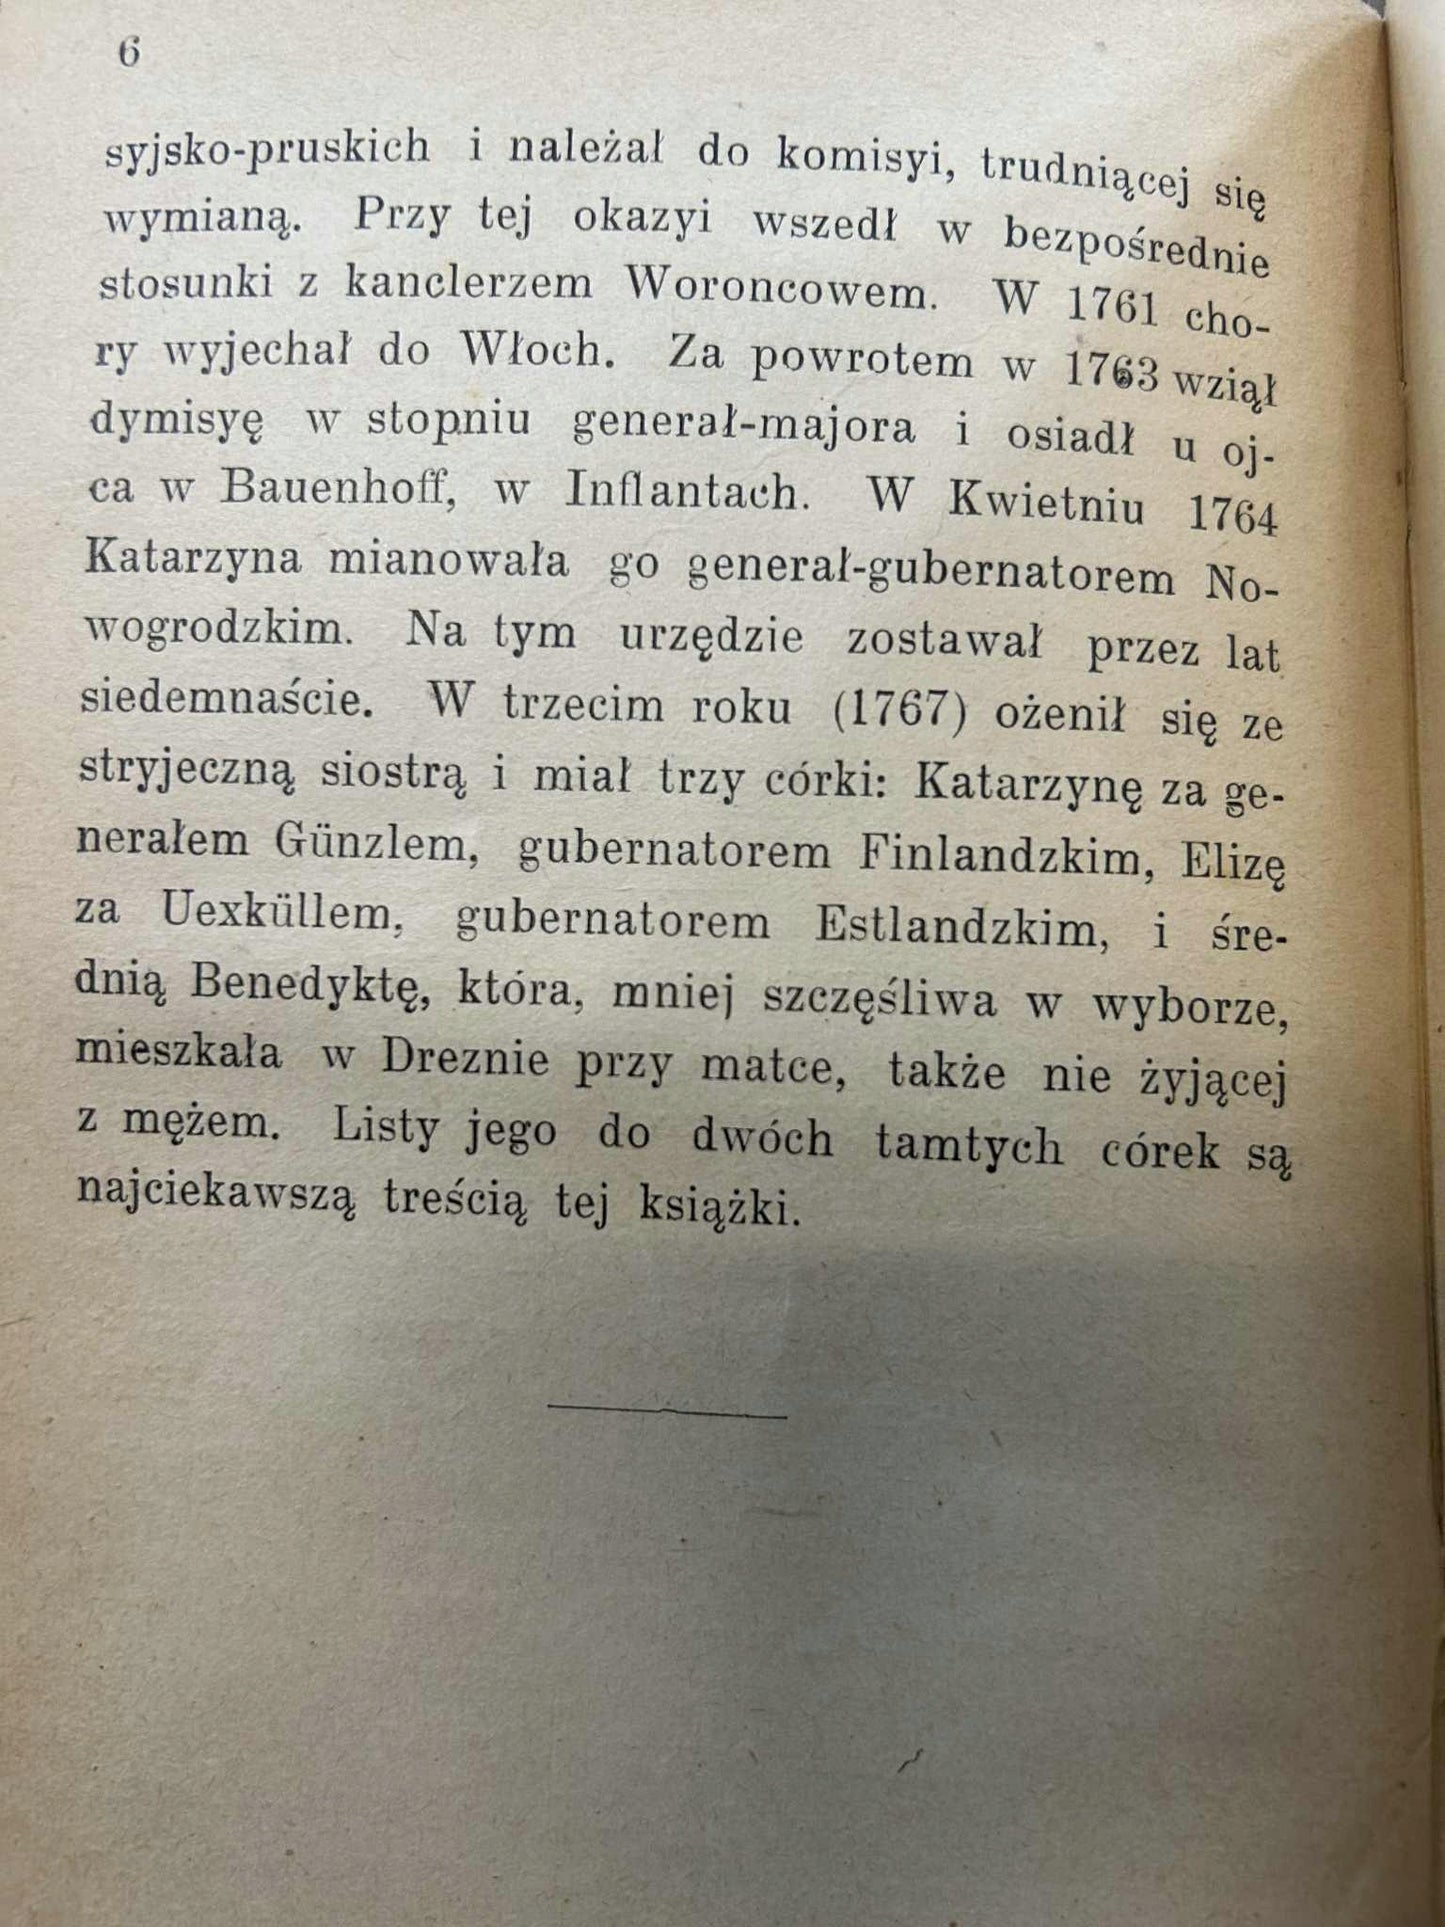 6
syjsko-pruskich i należał do komisyi, trudniącej się
wymianą. Przy tej okazyi wszedł w bezpośrednie
stosunki z kanclerzem Woroncowem. W 1761 cho-
ry wyjechał do Włoch. Za powrotem w 1763 wziął
dymisyę w stopniu generał-majora i osiadł u oj-
ca w Bauenhoff, w Inflantach. W Kwietniu 1764
Katarzyna mianowała go generał-gubernatorem No-
wogrodzkim. Na tym urzędzie zostawał przez lat
siedemnaście. W trzecim roku (1767) ożenił się ze
stryjeczną siostrą i miał trzy córki: Katarzynę za ge-
nerałem Günzlem, gubernatorem Finlandzkim, Elizę
za Uexküllem, gubernatorem Estlandzkim, i śre-
dnią Benedyktę, która, mniej szczęśliwa w wyborze,
mieszkała w Dreznie przy matce, także nie żyjącej
z mężem. Listy jego do dwóch tamtych córek są
najciekawszą treścią tej książki.